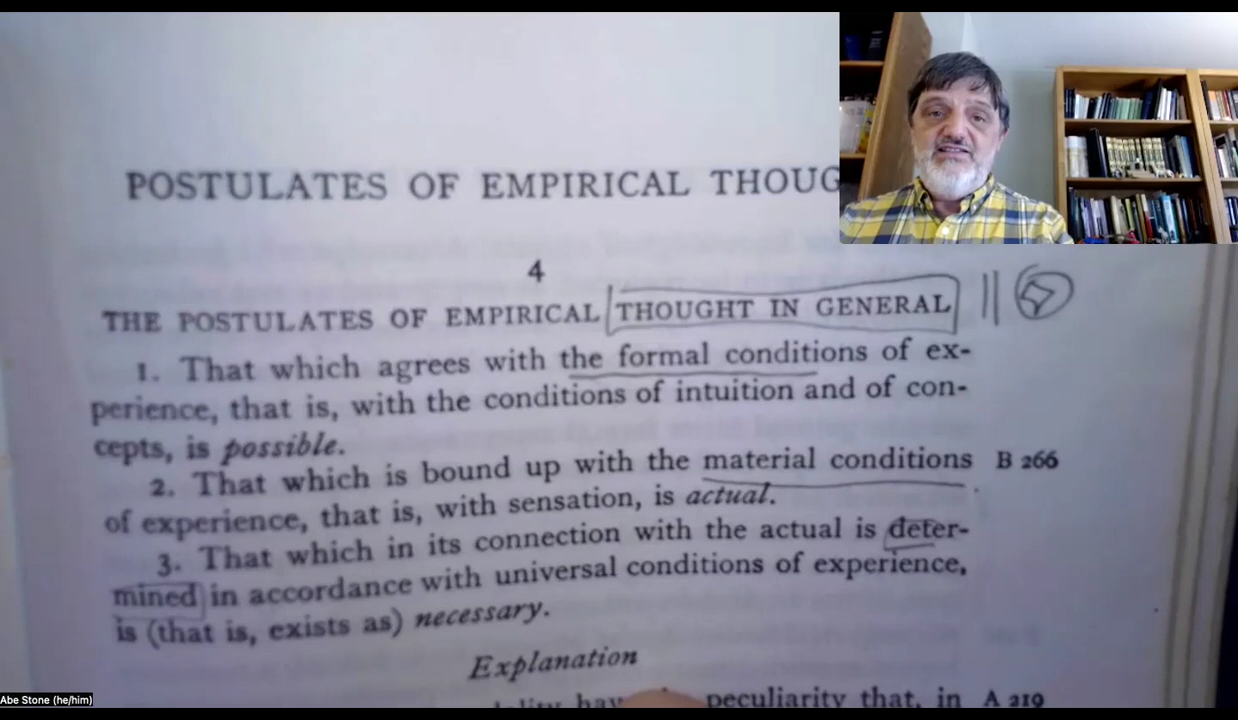 POSTULATES OF EMPIRICAL THOUG
4
THE POSTULATES OF EMPIRICAL THOUGHT IN GENERAL
1. That which agrees with the formal conditions of ex-
perience, that is, with the conditions of intuition and of con-
cepts, is possible.
2. That which is bound up with the material conditions B 266
of experience, that is, with sensation, is actual.
3. That which in its connection with the actual is deter-
mined in accordance with universal conditions of experience,
is (that is, exists as) necessary.
Explanation
peculiarity that, in A 219
Abe Stone (he/him)